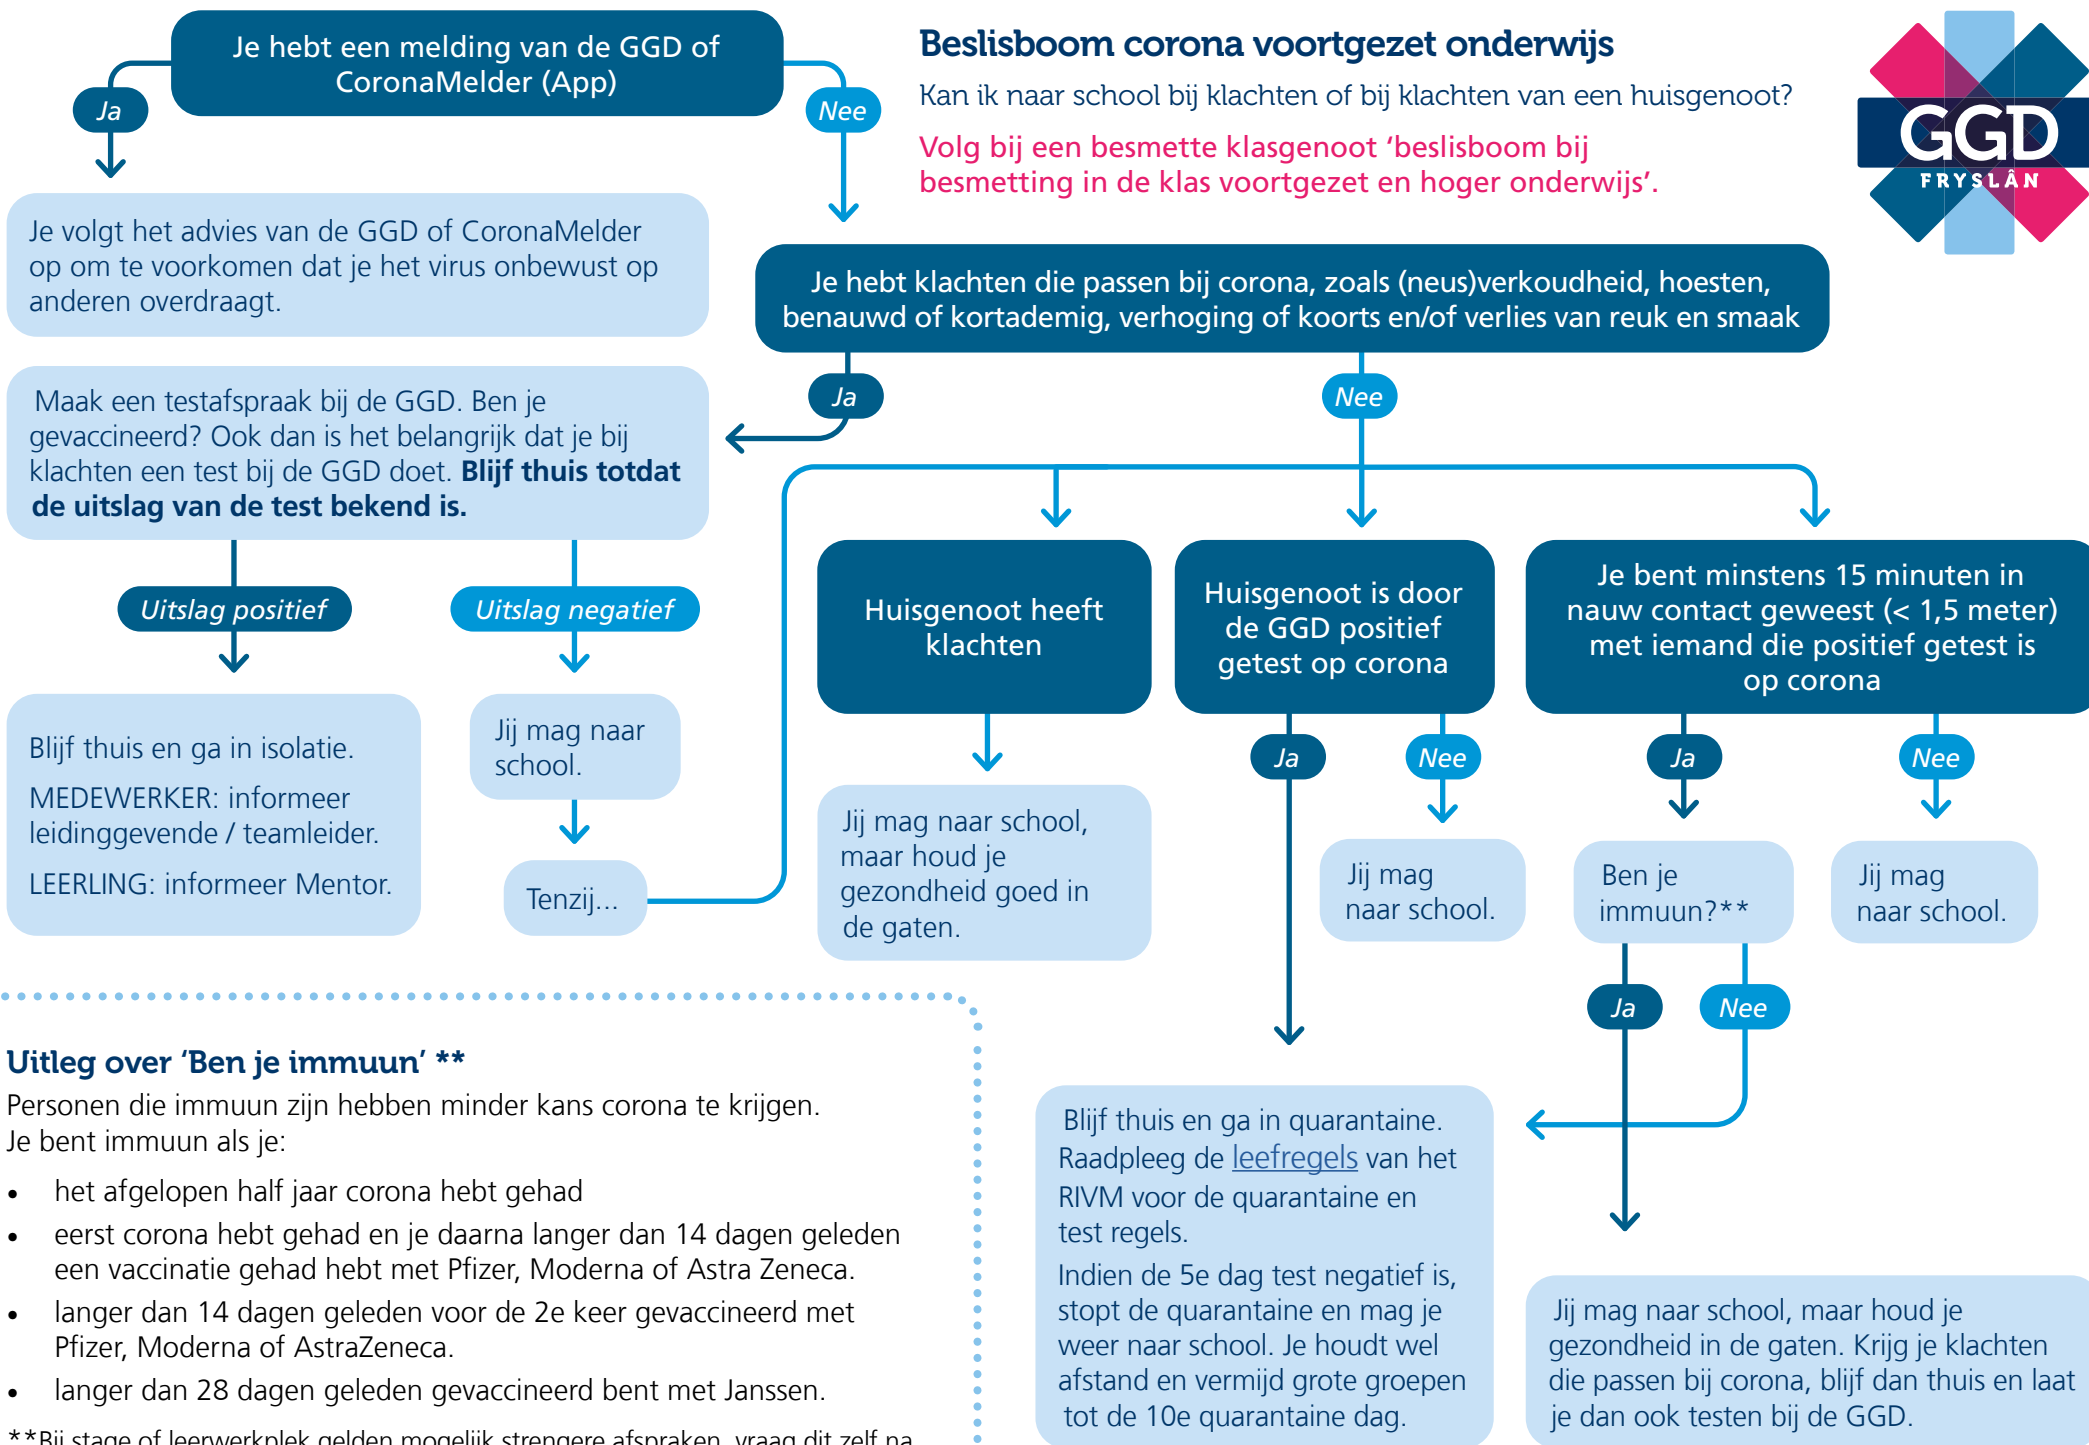 Je hebt een melding van de GGD of
CoronaMelder (App)
Ja
Nee
Beslisboom corona voortgezet onderwijs
Kan ik naar school bij klachten of bij klachten van een huisgenoot?
Volg bij een besmette klasgenoot ‘beslisboom bij
besmetting in de klas voortgezet en hoger onderwijs’.
GGD
FRYSLÂN
Je volgt het advies van de GGD of CoronaMelder
op om te voorkomen dat je het virus onbewust op
anderen overdraagt.
Je hebt klachten die passen bij corona, zoals (neus)verkoudheid, hoesten,
benauwd of kortademig, verhoging of koorts en/of verlies van reuk en smaak
Ja
Nee
Maak een testafspraak bij de GGD. Ben je
gevaccineerd? Ook dan is het belangrijk dat je bij
klachten een test bij de GGD doet. Blijf thuis totdat
de uitslag van de test bekend is.
Uitslag positief
Uitslag negatief
Blijf thuis en ga in isolatie.
MEDEWERKER: informeer
leidinggevende / teamleider.
LEERLING: informeer Mentor.
Jij mag naar
school.
Tenzij...
Huisgenoot heeft
klachten
Jij mag naar school,
maar houd je
gezondheid goed in
de gaten.
Huisgenoot is door
de GGD positief
getest op corona
Ja
Nee
Jij mag
naar school.
Je bent minstens 15 minuten in
nauw contact geweest (< 1,5 meter)
met iemand die positief getest is
op corona
Ja
Nee
Ben je
immuun?**
Jij mag
naar school.
Ja
Nee
Blijf thuis en ga in quarantaine.
Raadpleeg de leefregels van het
RIVM voor de quarantaine en
test regels.
Indien de 5e dag test negatief is,
stopt de quarantaine en mag je
weer naar school. Je houdt wel
afstand en vermijd grote groepen
tot de 10e quarantaine dag.
Jij mag naar school, maar houd je
gezondheid in de gaten. Krijg je klachten
die passen bij corona, blijf dan thuis en laat
je dan ook testen bij de GGD.
Uitleg over ‘Ben je immuun’ **
Personen die immuun zijn hebben minder kans corona te krijgen.
Je bent immuun als je:
• het afgelopen half jaar corona hebt gehad
• eerst corona hebt gehad en je daarna langer dan 14 dagen geleden
een vaccinatie gehad hebt met Pfizer, Moderna of Astra Zeneca.
• langer dan 14 dagen geleden voor de 2e keer gevaccineerd met
Pfizer, Moderna of AstraZeneca.
• langer dan 28 dagen geleden gevaccineerd bent met Janssen.
**Bij stage of leerwerkplek gelden mogelijk strengere afspraken, vraag dit zelf na